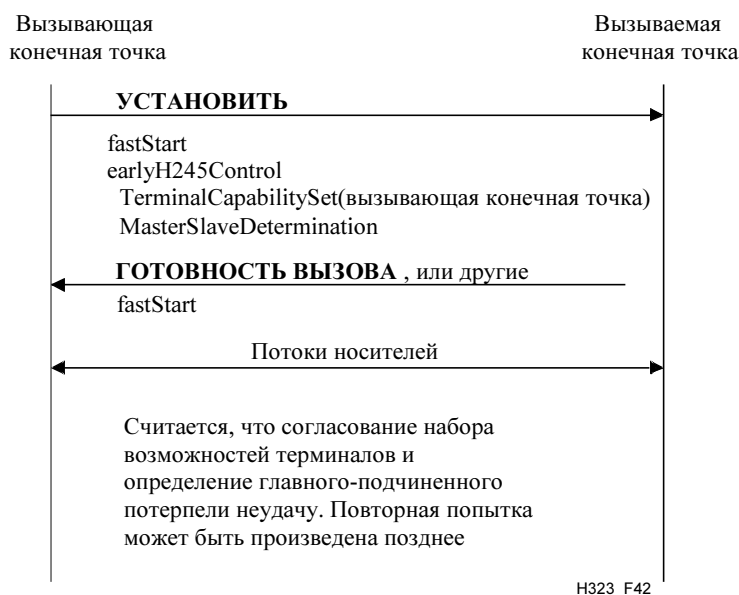 Вызывающая
конечная точка
Вызываемая
конечная точка
УСТАНОВИТЬ
fastStart
earlyH245Control
TerminalCapabilitySet(вызывающая конечная точка)
MasterSlaveDetermination
ГОТОВНОСТЬ ВЫЗОВА , или другие
fastStart
Потоки носителей
Считается, что согласование набора
возможностей терминалов и
определение главного-подчиненного
потерпели неудачу. Повторная попытка
может быть произведена позднее
H323_F42